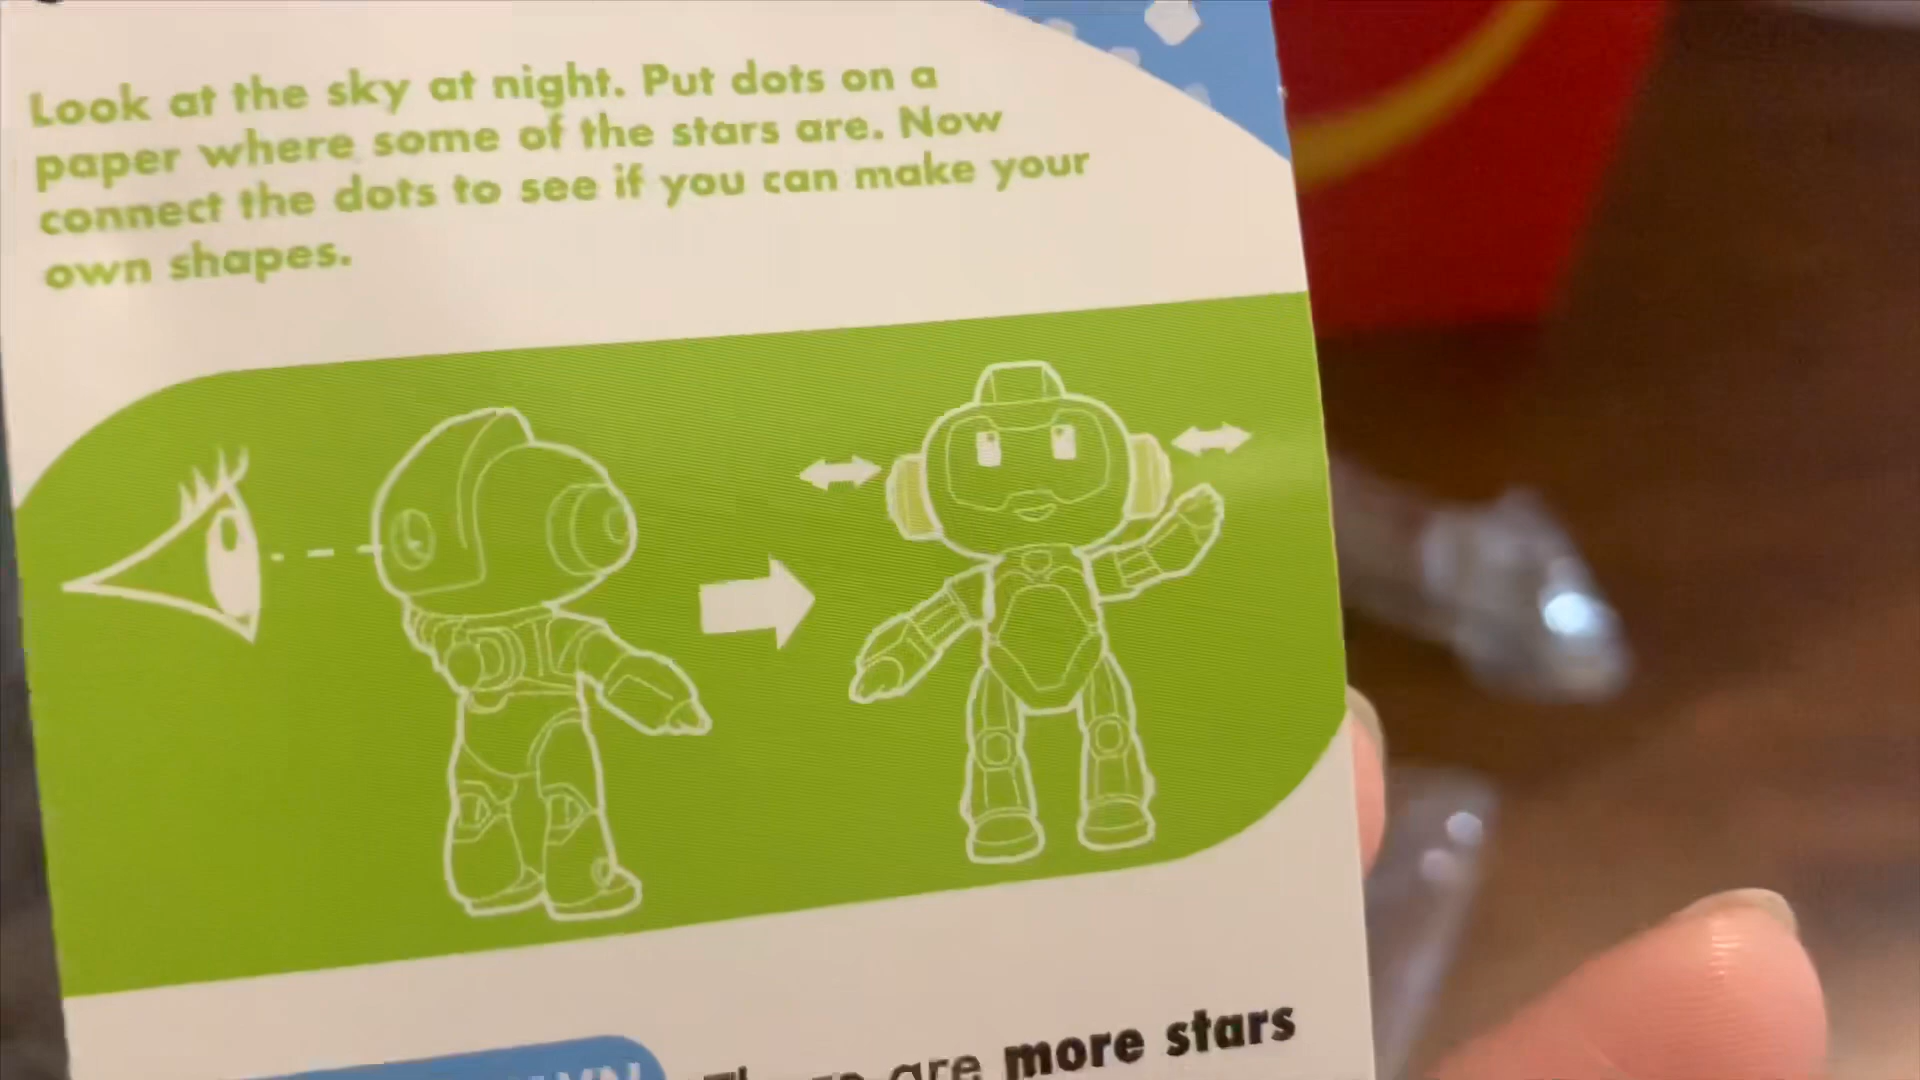 Look at the sky at night. Put dots on a
paper where some of the stars are. Now
connect the dots to see if you can make your
own shapes.
are more stars